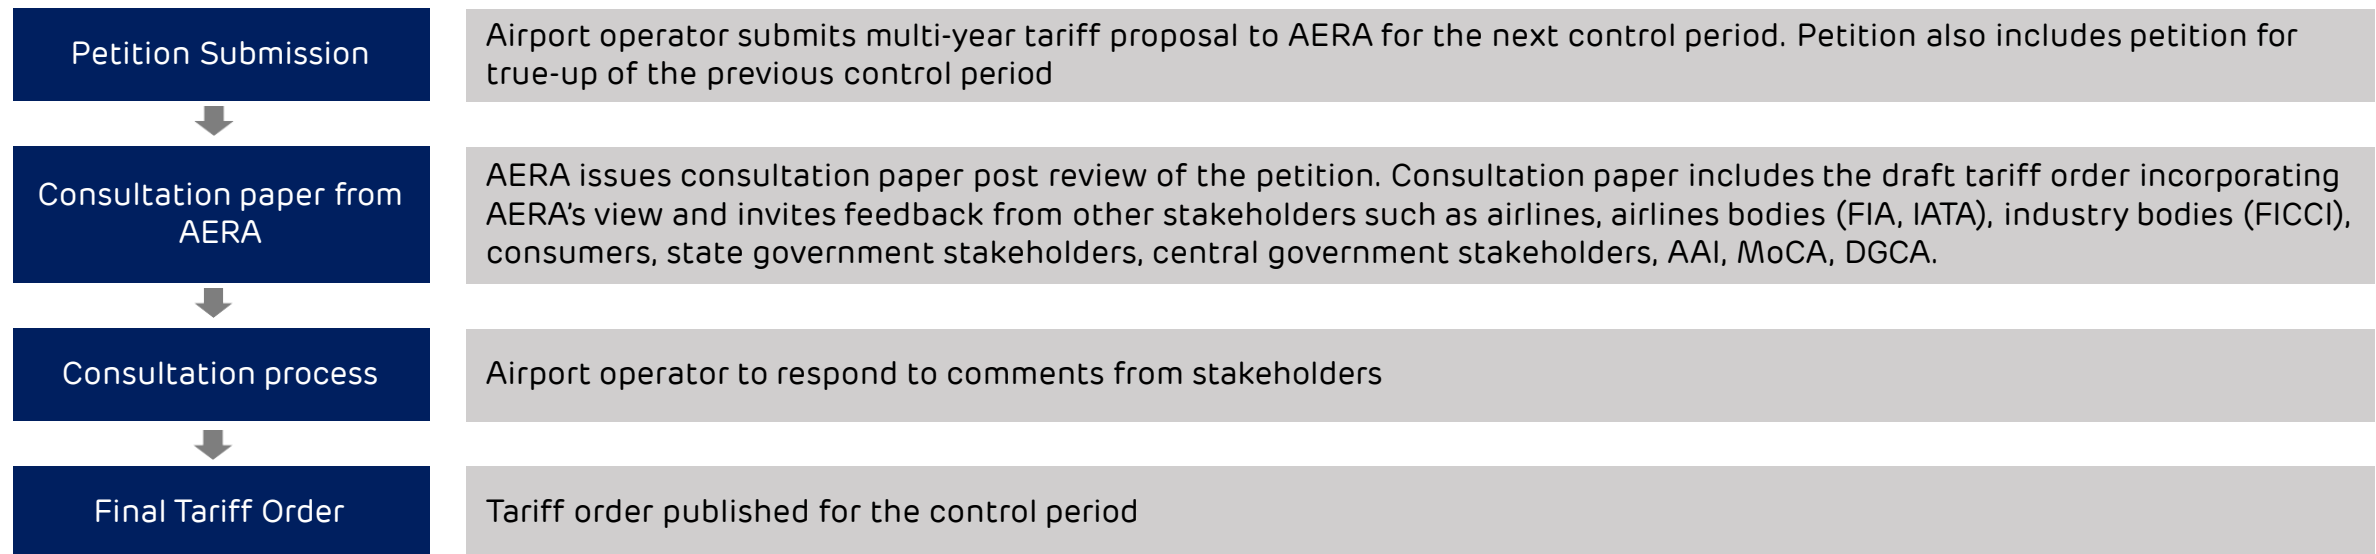 Petition Submission
Airport operator submits multi-year tariff proposal to AERA for the next control period. Petition also includes petition for
true-up of the previous control period
Consultation paper from
AERA
AERA issues consultation paper post review of the petition. Consultation paper includes the draft tariff order incorporating
AERA's view and invites feedback from other stakeholders such as airlines, airlines bodies (FIA, IATA), industry bodies (FICCI),
consumers, state government stakeholders, central government stakeholders, AAI, MoCA, DGCA.
Consultation process
Airport operator to respond to comments from stakeholders
Final Tariff Order
Tariff order published for the control period